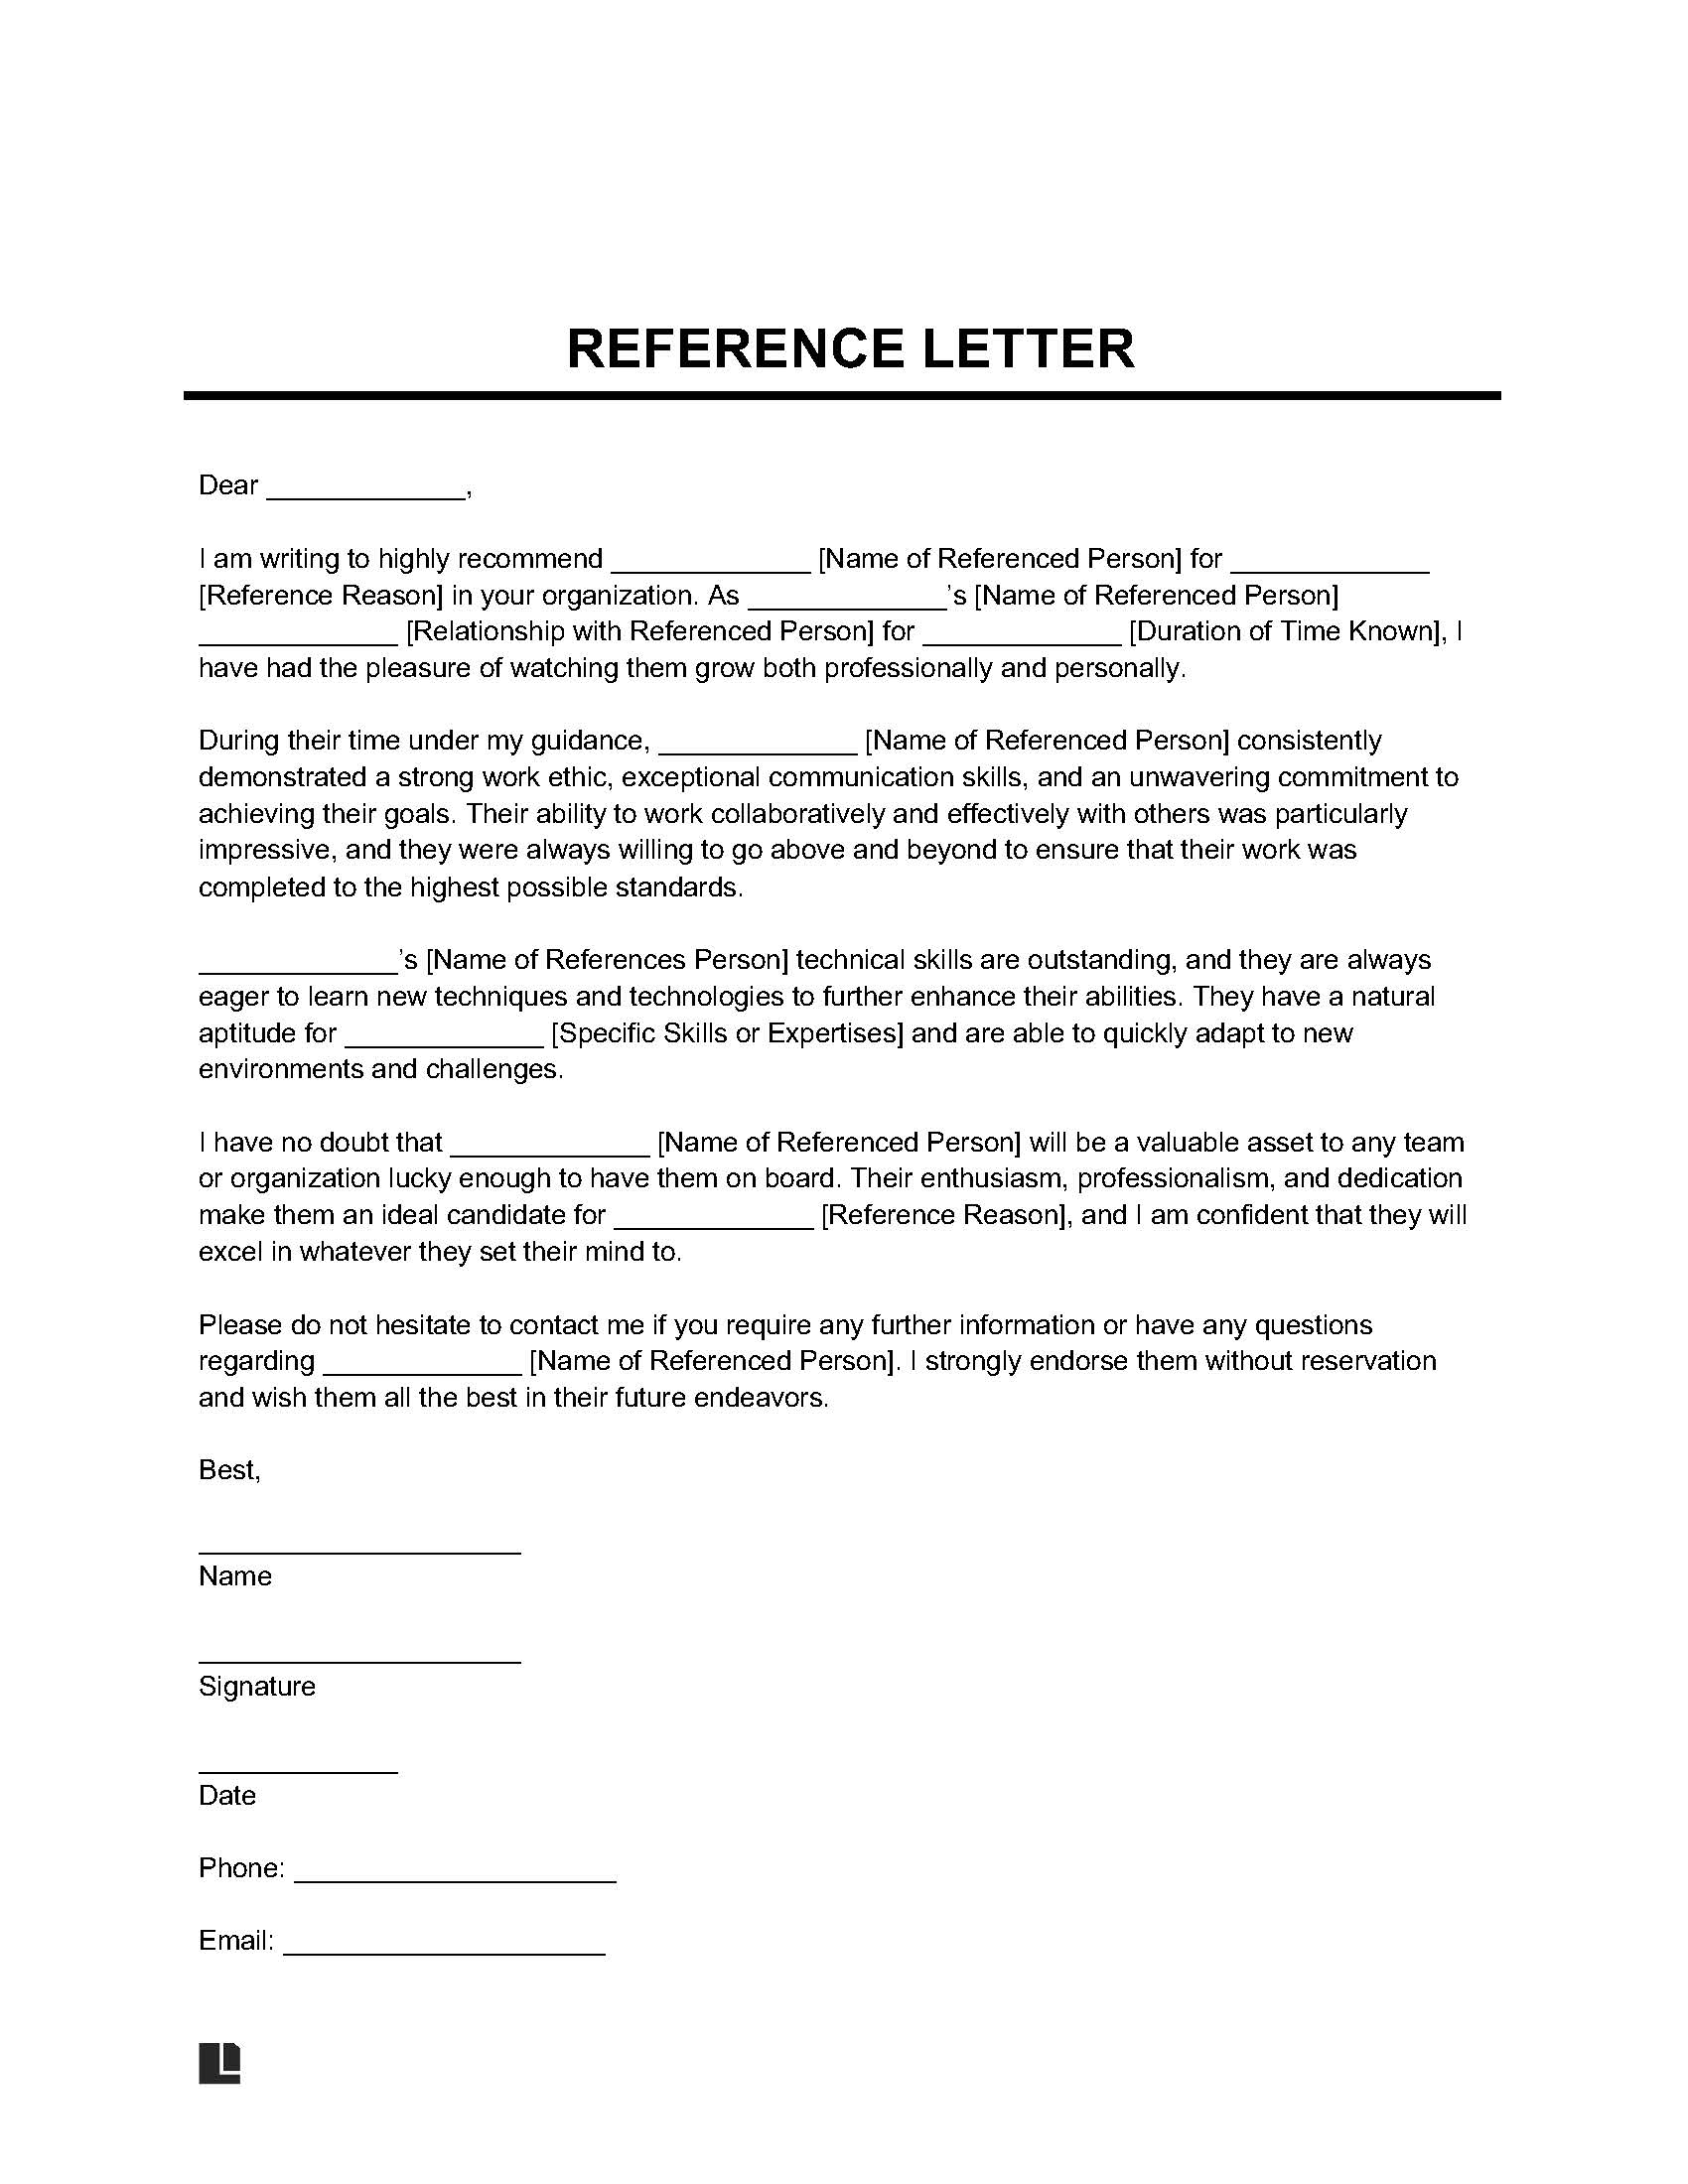 REFERENCE LETTER
Dear _____________,
I am writing to highly recommend _____________ [Name of Referenced Person] for _____________
[Reference Reason] in your organization. As _____________’s [Name of Referenced Person]
_____________ [Relationship with Referenced Person] for _____________ [Duration of Time Known], I
have had the pleasure of watching them grow both professionally and personally.
During their time under my guidance, _____________ [Name of Referenced Person] consistently
demonstrated a strong work ethic, exceptional communication skills, and an unwavering commitment to
achieving their goals. Their ability to work collaboratively and effectively with others was particularly
impressive, and they were always willing to go above and beyond to ensure that their work was
completed to the highest possible standards.
_____________’s [Name of References Person] technical skills are outstanding, and they are always
eager to learn new techniques and technologies to further enhance their abilities. They have a natural
aptitude for _____________ [Specific Skills or Expertises] and are able to quickly adapt to new
environments and challenges.
I have no doubt that _____________ [Name of Referenced Person] will be a valuable asset to any team
or organization lucky enough to have them on board. Their enthusiasm, professionalism, and dedication
make them an ideal candidate for _____________ [Reference Reason], and I am confident that they will
excel in whatever they set their mind to.
Please do not hesitate to contact me if you require any further information or have any questions
regarding _____________ [Name of Referenced Person]. I strongly endorse them without reservation
and wish them all the best in their future endeavors.
Best,
_____________________
Name
_____________________
Signature
_____________
Date
Phone: _____________________
Email: _____________________